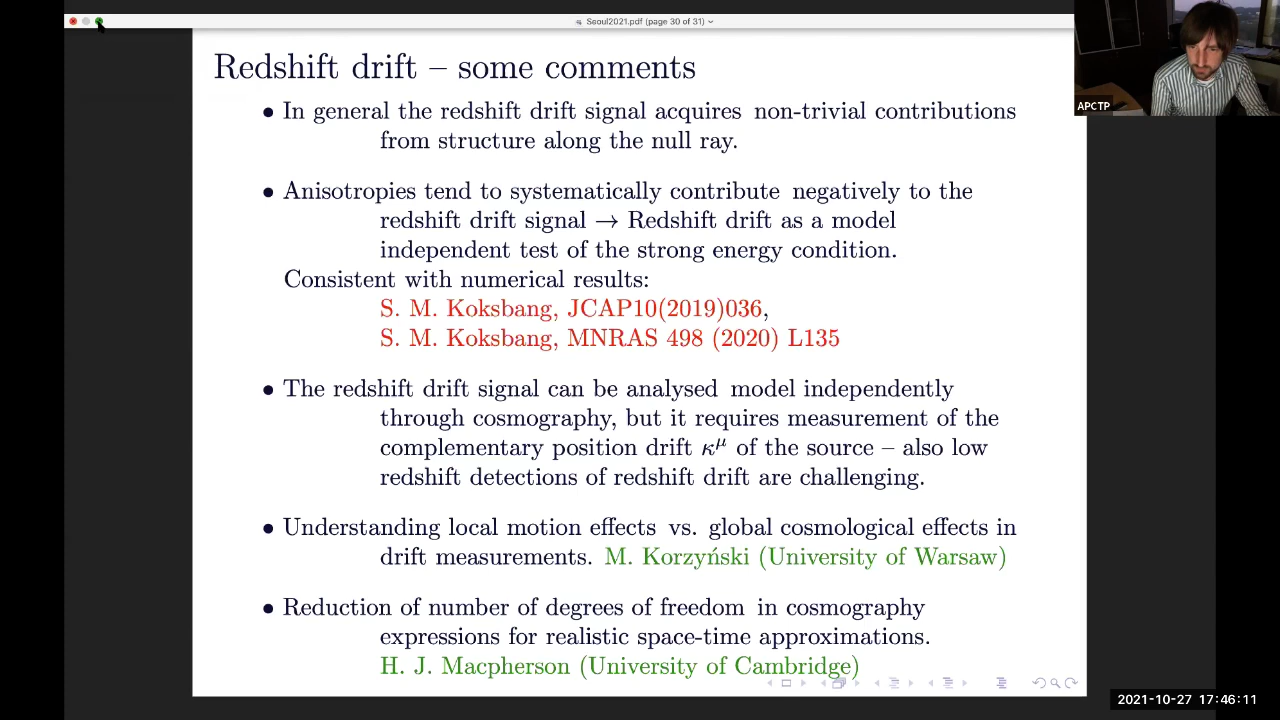 Seoul2021.pdf (page 30 of 31)
Redshift drift – some comments
APCTP
• In general the redshift drift signal acquires non-trivial contributions
from structure along the null ray.
• Anisotropies tend to systematically contribute negatively to the
redshift drift signal → Redshift drift as a model
independent test of the strong energy condition.
Consistent with numerical results:
S. M. Koksbang, JCAP10(2019)036,
S. M. Koksbang, MNRAS 498 (2020) L135
• The redshift drift signal can be analysed model independently
through cosmography, but it requires measurement of the
complementary position drift κ^μ of the source – also low
redshift detections of redshift drift are challenging.
• Understanding local motion effects vs. global cosmological effects in
drift measurements. M. Korzyński (University of Warsaw)
• Reduction of number of degrees of freedom in cosmography
expressions for realistic space-time approximations.
H. J. Macpherson (University of Cambridge)
2021-10-27 17:46:11